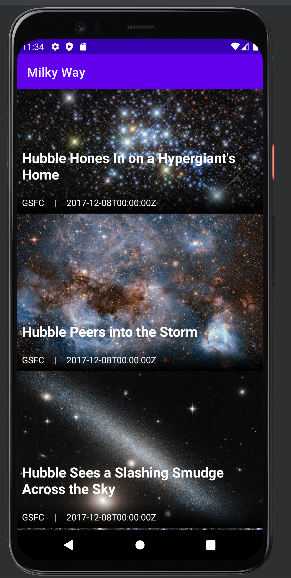 11:34
Milky Way
Hubble Hones In on a Hypergiant's
Home
GSFC | 2017-12-08T00:00:00Z
Hubble Peers into the Storm
GSFC | 2017-12-08T00:00:00Z
Hubble Sees a Slashing Smudge
Across the Sky
GSFC | 2017-12-08T00:00:00Z